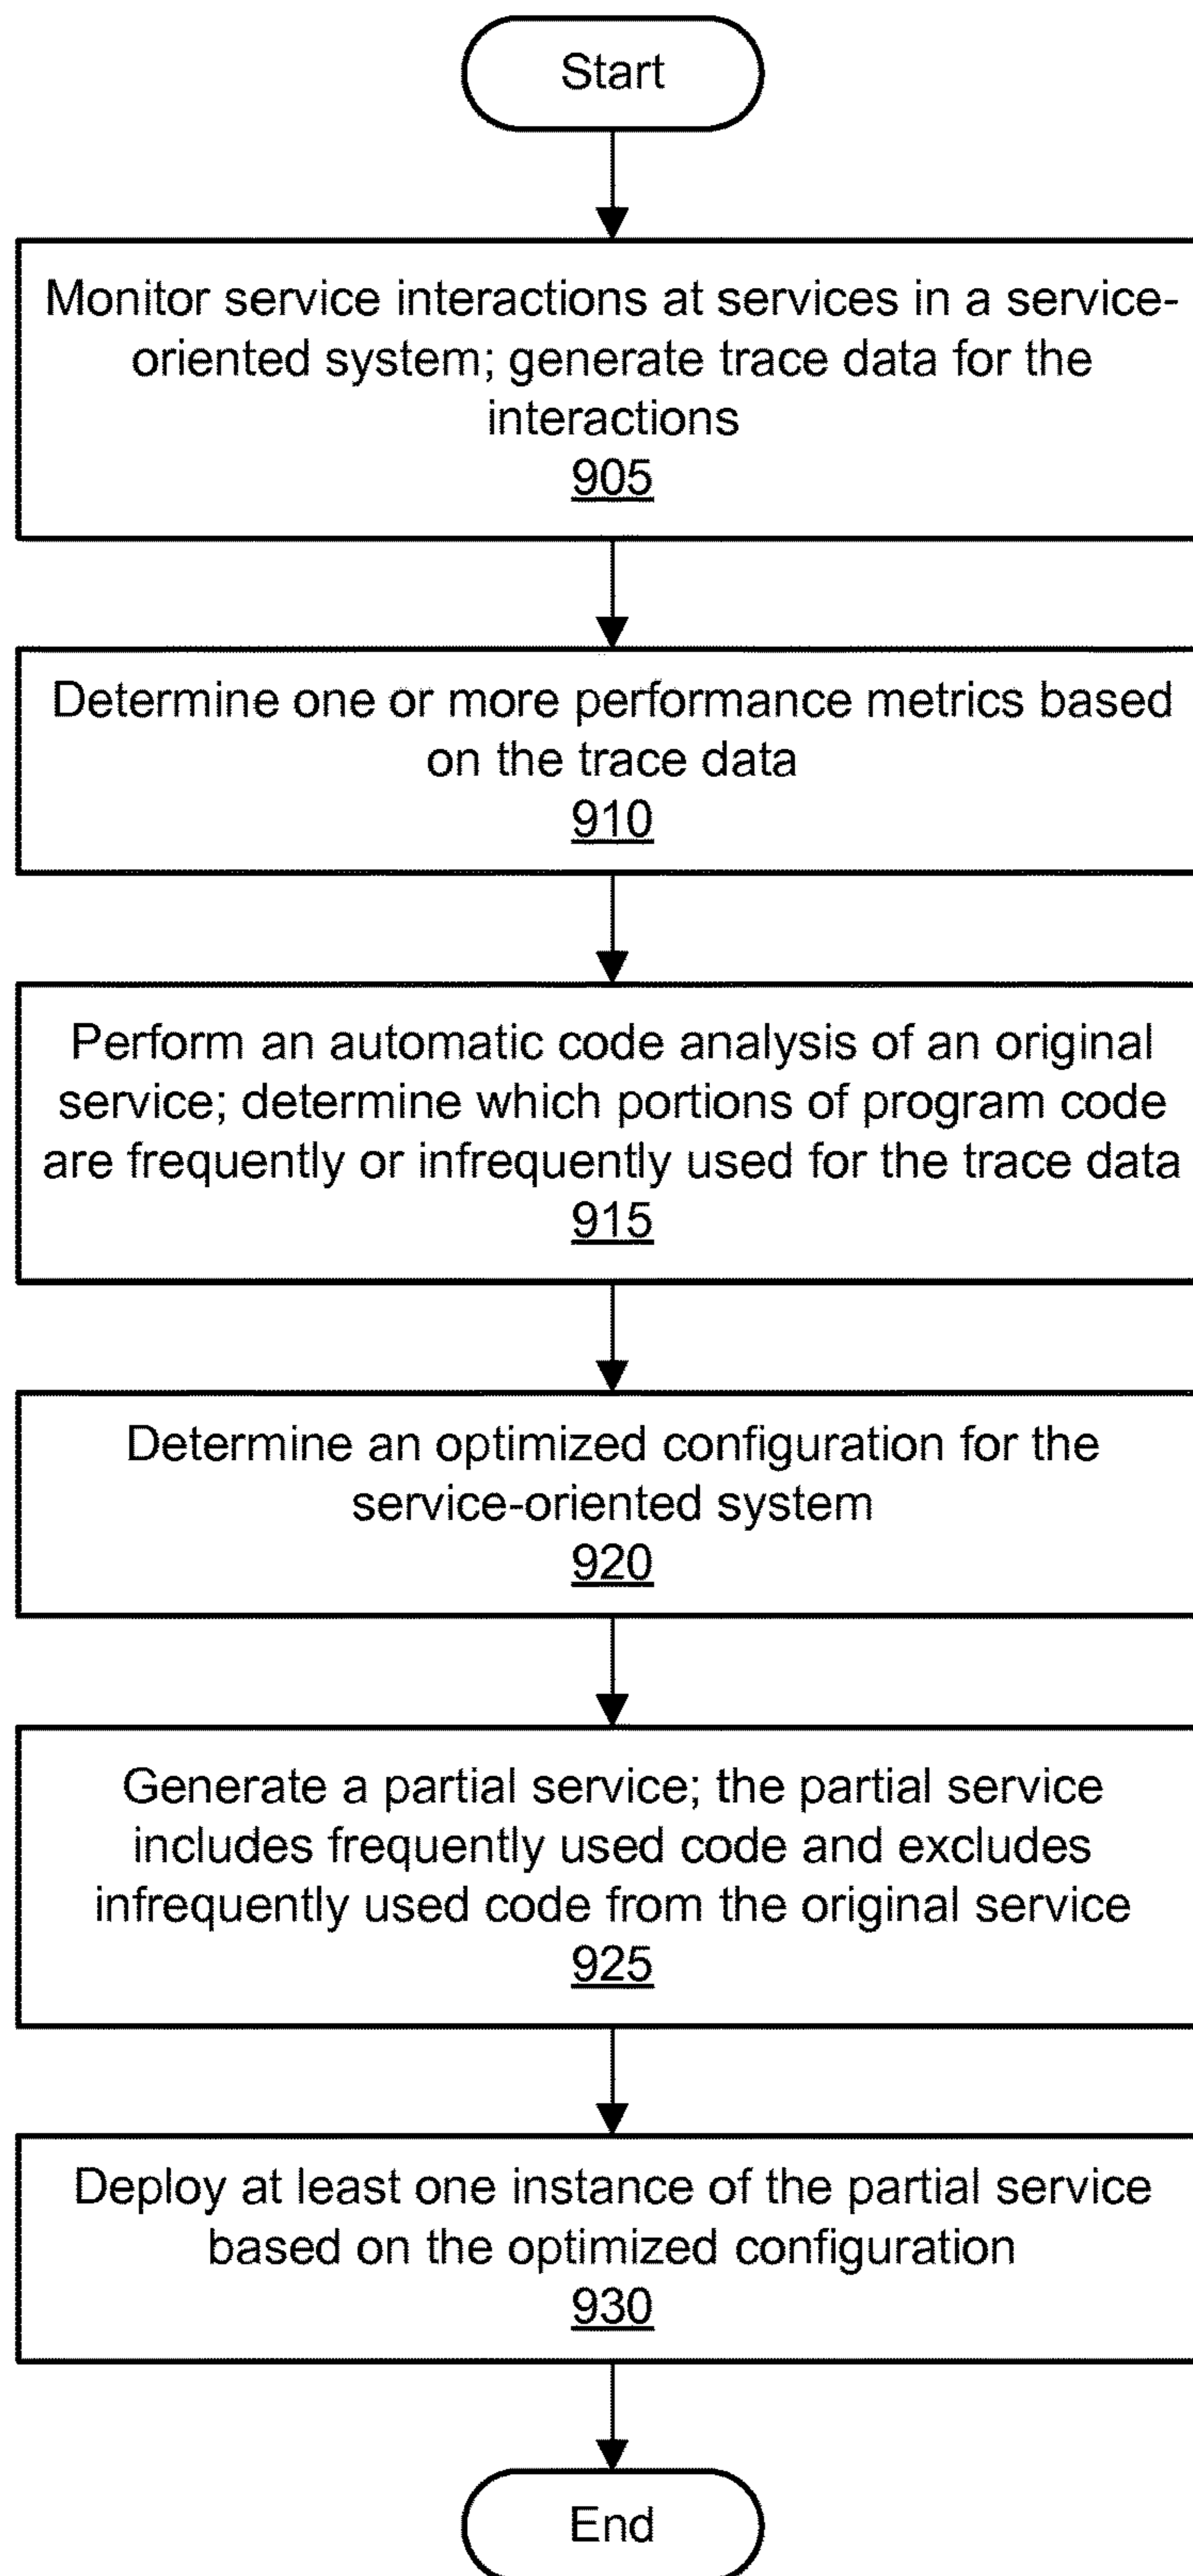 Start
Monitor service interactions at services in a service-
oriented system; generate trace data for the
interactions
905
Determine one or more performance metrics based
on the trace data
910
Perform an automatic code analysis of an original
service; determine which portions of program code
are frequently or infrequently used for the trace data
915
Determine an optimized configuration for the
service-oriented system
920
Generate a partial service; the partial service
includes frequently used code and excludes
infrequently used code from the original service
925
Deploy at least one instance of the partial service
based on the optimized configuration
930
End